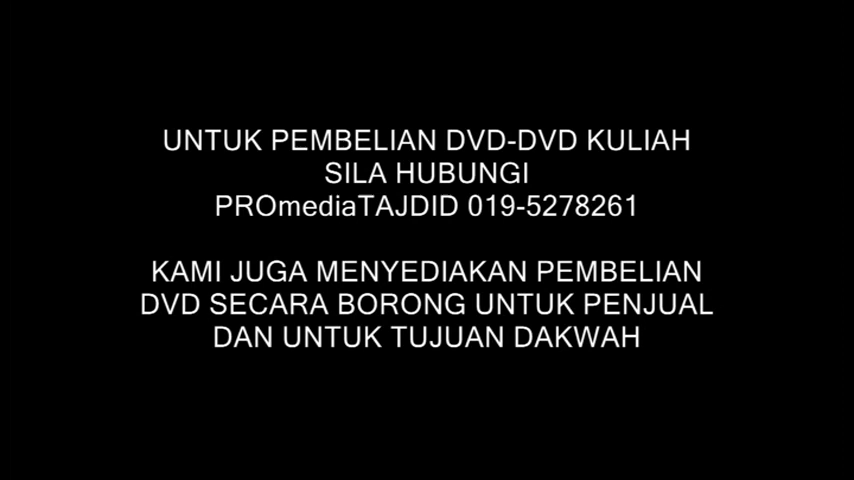 UNTUK PEMBELIAN DVD-DVD KULIAH
SILA HUBUNGI
PROmediaTAJDID 019-5278261
KAMI JUGA MENYEDIAKAN PEMBELIAN
DVD SECARA BORONG UNTUK PENJUAL
DAN UNTUK TUJUAN DAKWAH